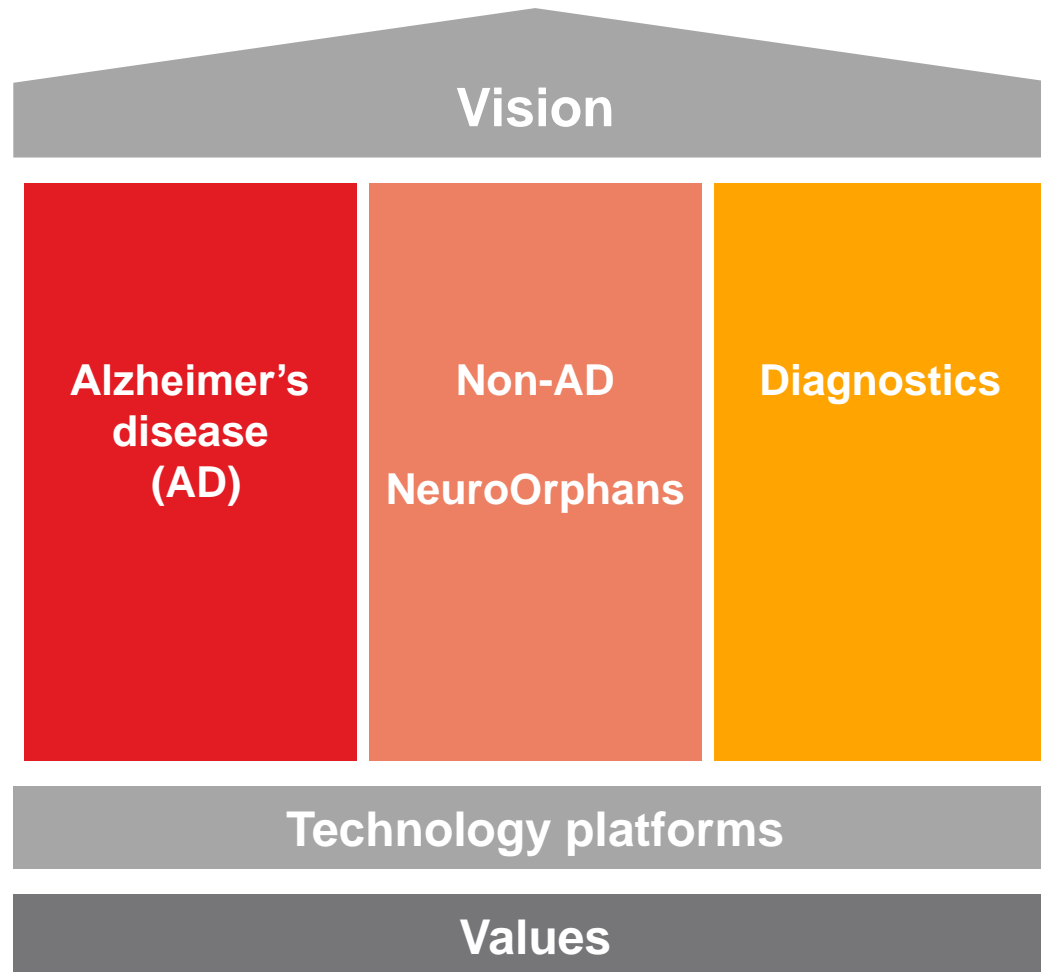 Vision
Alzheimer’s
disease
(AD)
Non-AD
NeuroOrphans
Diagnostics
Technology platforms
Values